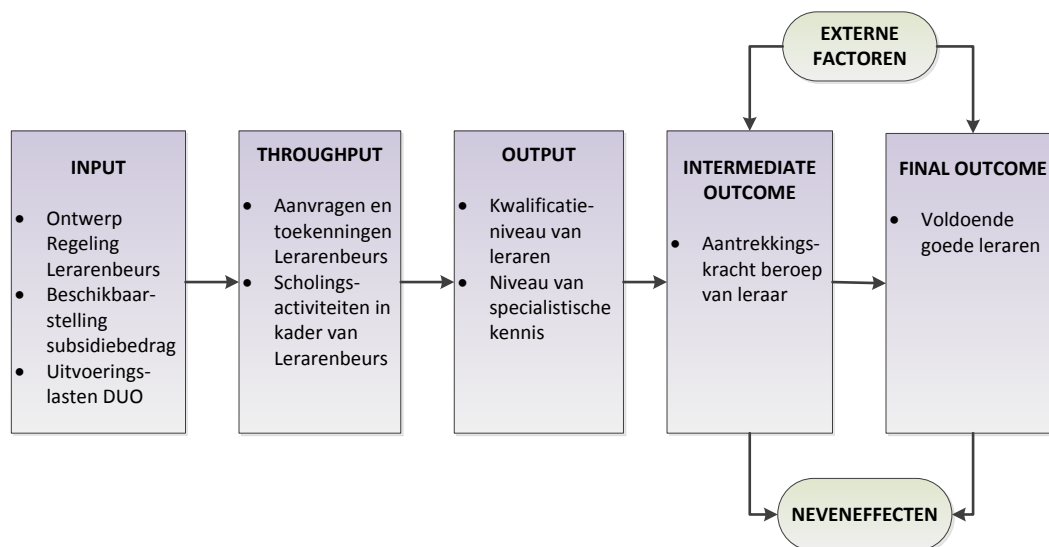 EXTERNE
FACTOREN
INPUT
• Ontwerp
Regeling
Lerarenbeurs
• Beschikbaar-
stelling
subsidiebedrag
• Uitvoerings-
lasten DUO
THROUGHPUT
• Aanvragen en
toekenningen
Lerarenbeurs
• Scholings-
activiteiten in
kader van
Lerarenbeurs
OUTPUT
• Kwalificatie-
niveau van
leraren
• Niveau van
specialistische
kennis
INTERMEDIATE
OUTCOME
• Aantrekkings-
kracht beroep
van leraar
FINAL OUTCOME
• Voldoende
goede leraren
NEVENEFFECTEN